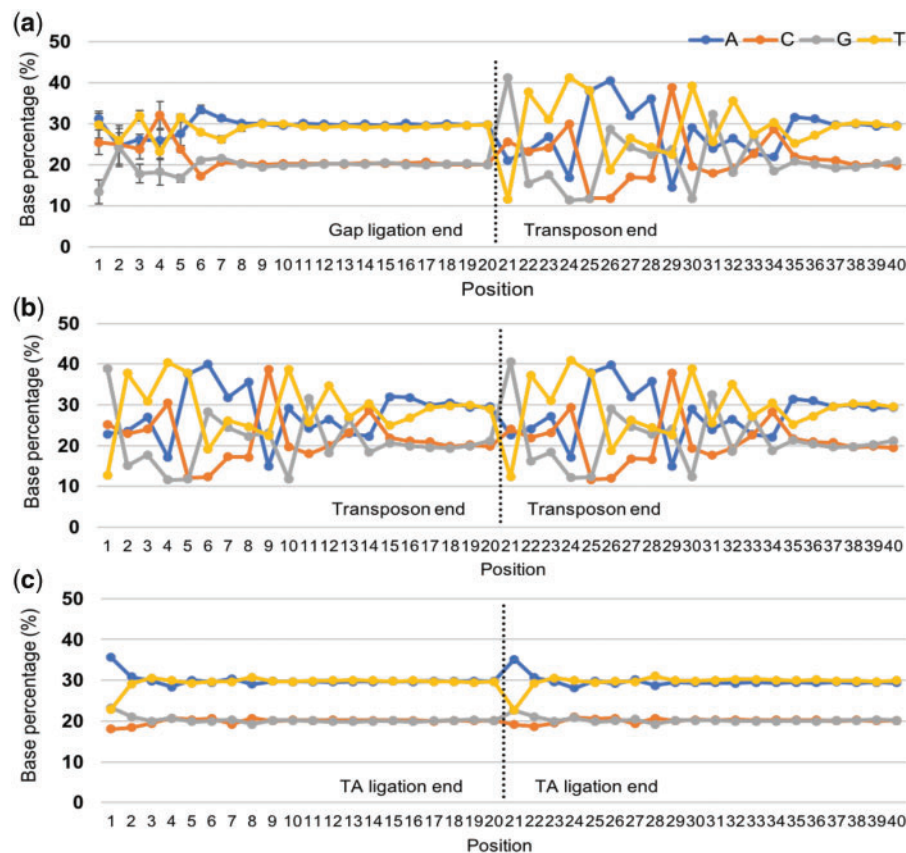 (a)
A C G T
50
40
30
20
10
0
Base percentage (%)
Gap ligation end Transposon end
1 2 3 4 5 6 7 8 9 10 11 12 13 14 15 16 17 18 19 20 21 22 23 24 25 26 27 28 29 30 31 32 33 34 35 36 37 38 39 40
Position
(b)
50
40
30
20
10
0
Base percentage (%)
Transposon end Transposon end
1 2 3 4 5 6 7 8 9 10 11 12 13 14 15 16 17 18 19 20 21 22 23 24 25 26 27 28 29 30 31 32 33 34 35 36 37 38 39 40
Position
(c)
50
40
30
20
10
0
Base percentage (%)
TA ligation end TA ligation end
1 2 3 4 5 6 7 8 9 10 11 12 13 14 15 16 17 18 19 20 21 22 23 24 25 26 27 28 29 30 31 32 33 34 35 36 37 38 39 40
Position